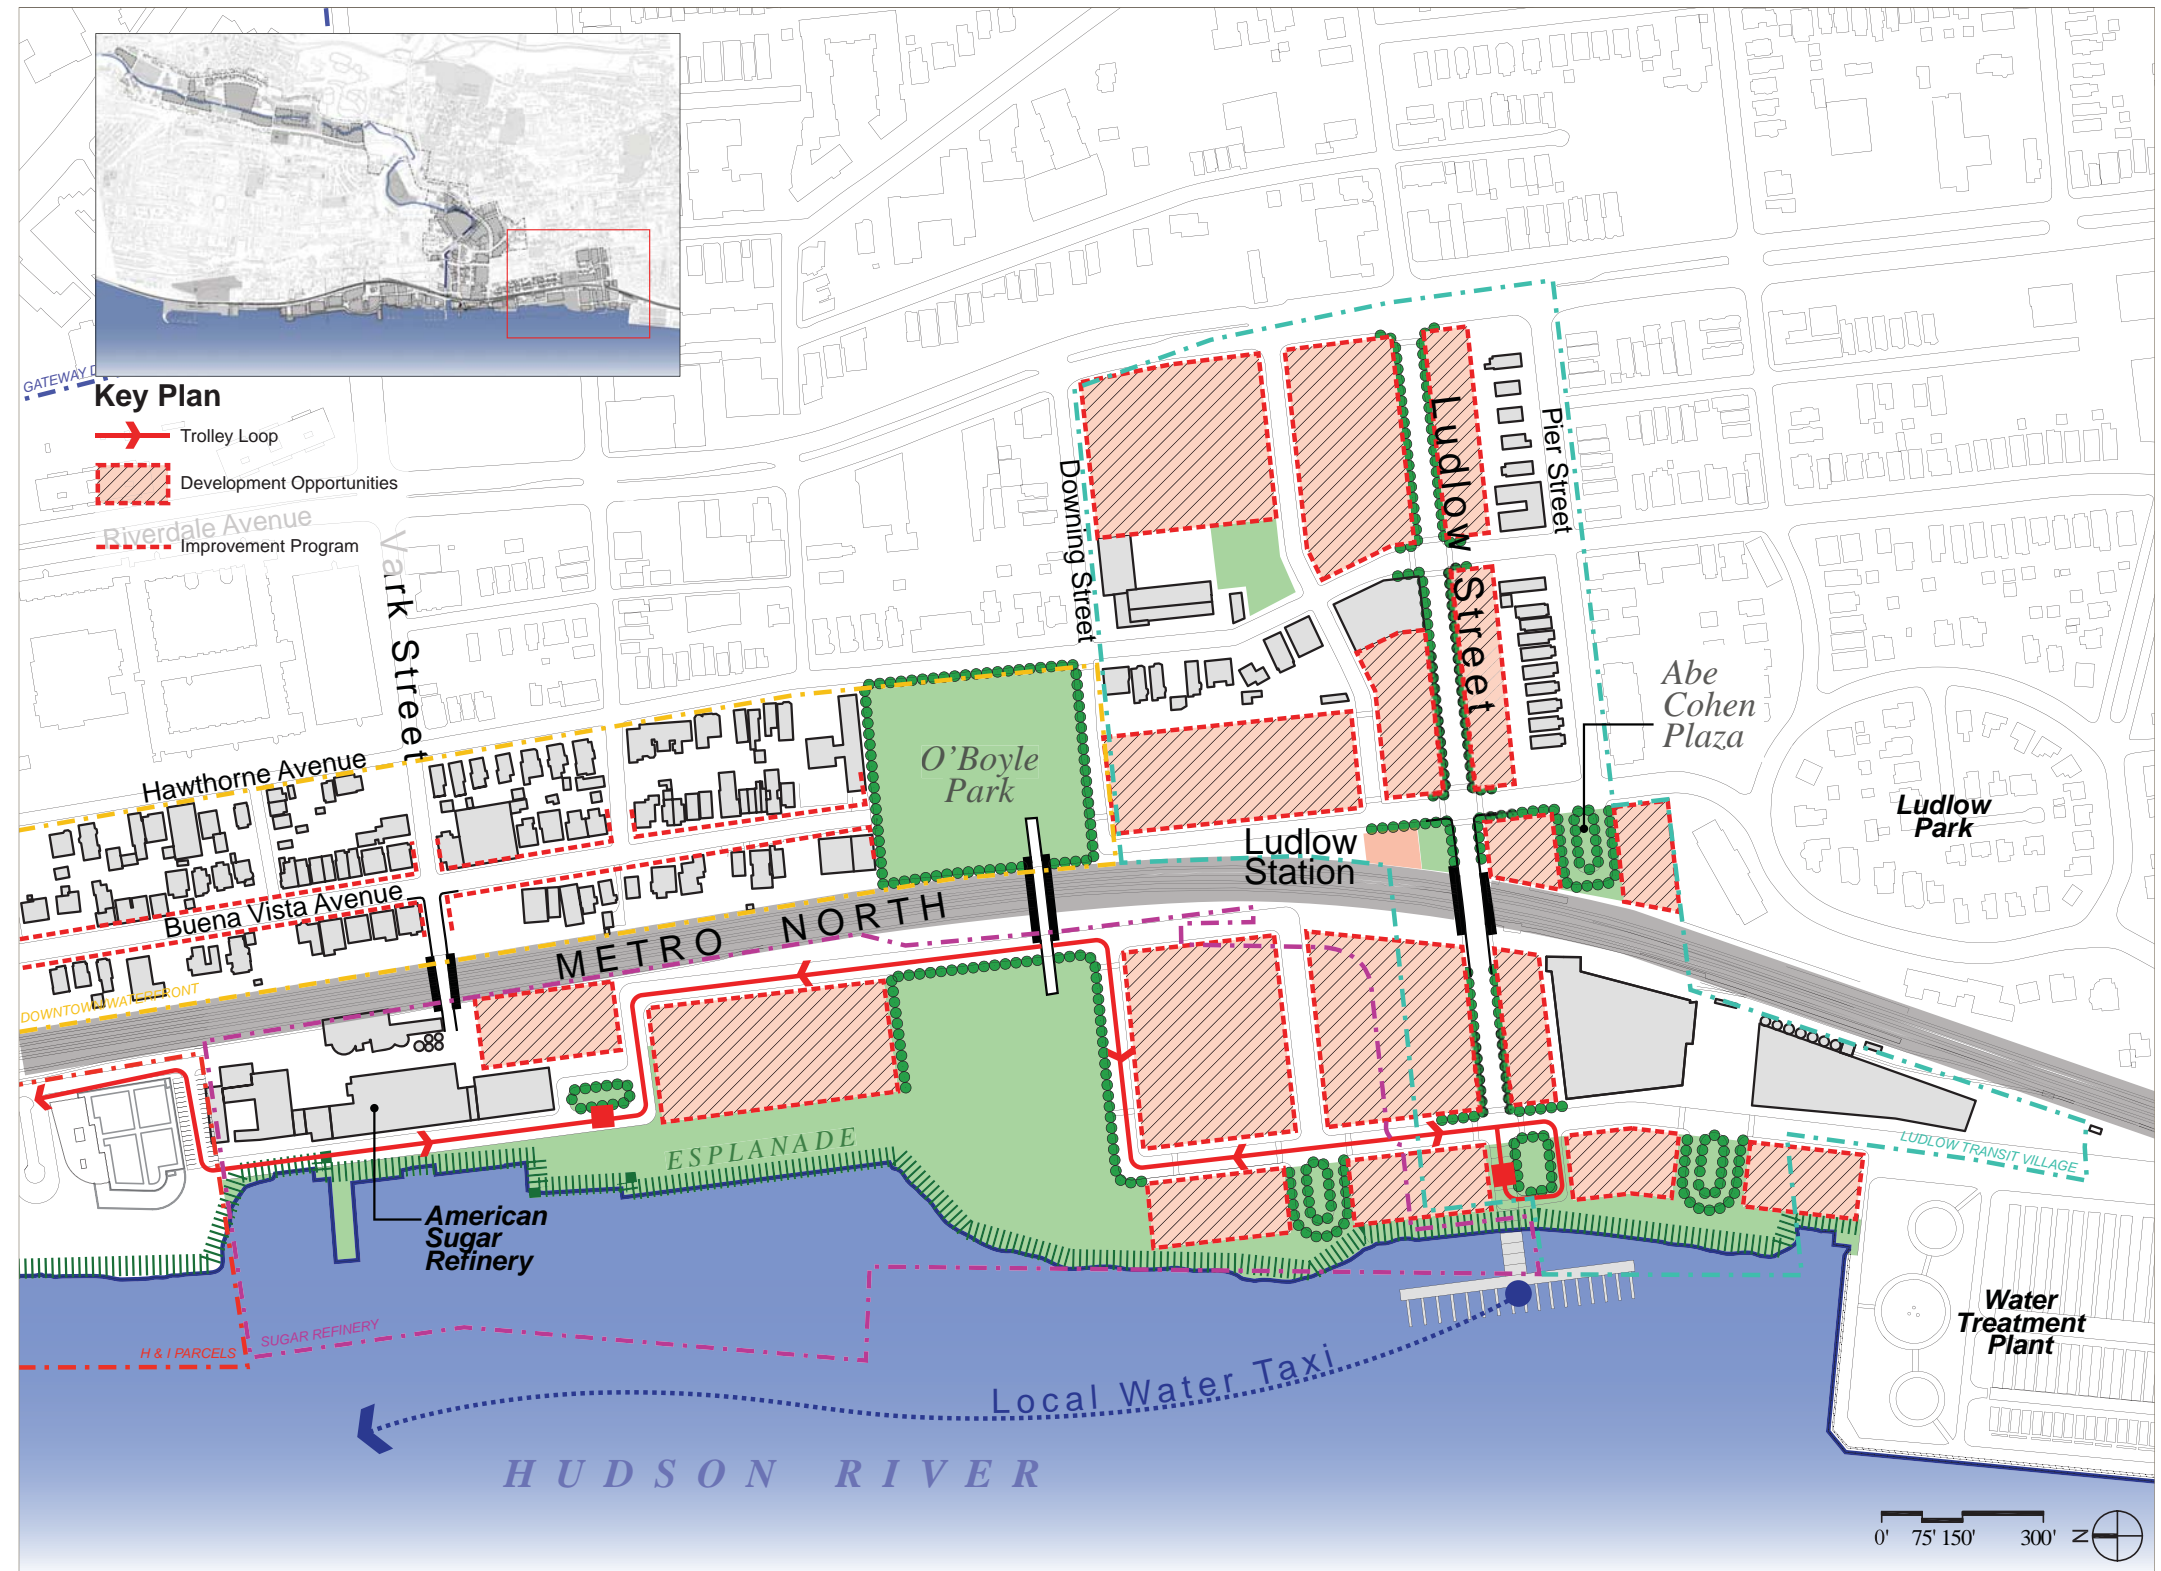 GATEWAY D
Key Plan
Trolley Loop
Development Opportunities
Riverdale Avenue
Improvement Program
ark Street
Downing Street
Ludlow Street
Pier Street
Abe
Cohen
Plaza
O'Boyle
Park
Hawthorne Avenue
Buena Vista Avenue
Ludlow
Station
Ludlow
Park
METRO NORTH
DOWNTOWN/WATERFRONT
ESPLANADE
LUDLOW TRANSIT VILLAGE
American
Sugar
Refinery
SUGAR REFINERY
H & I PARCELS
Water
Treatment
Plant
Local Water Taxi
HUDSON RIVER
0' 75' 150' 300'
N